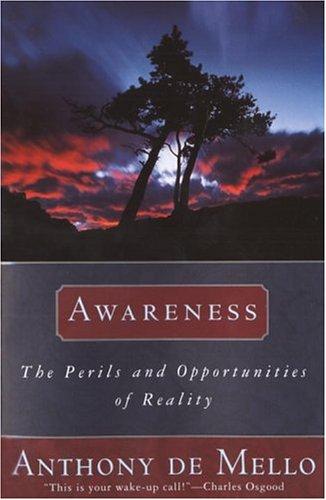 AWARENESS
The Perils and Opportunities
of Reality
ANTHONY DE MELLO
"This is your wake-up call!"—Charles Osgood